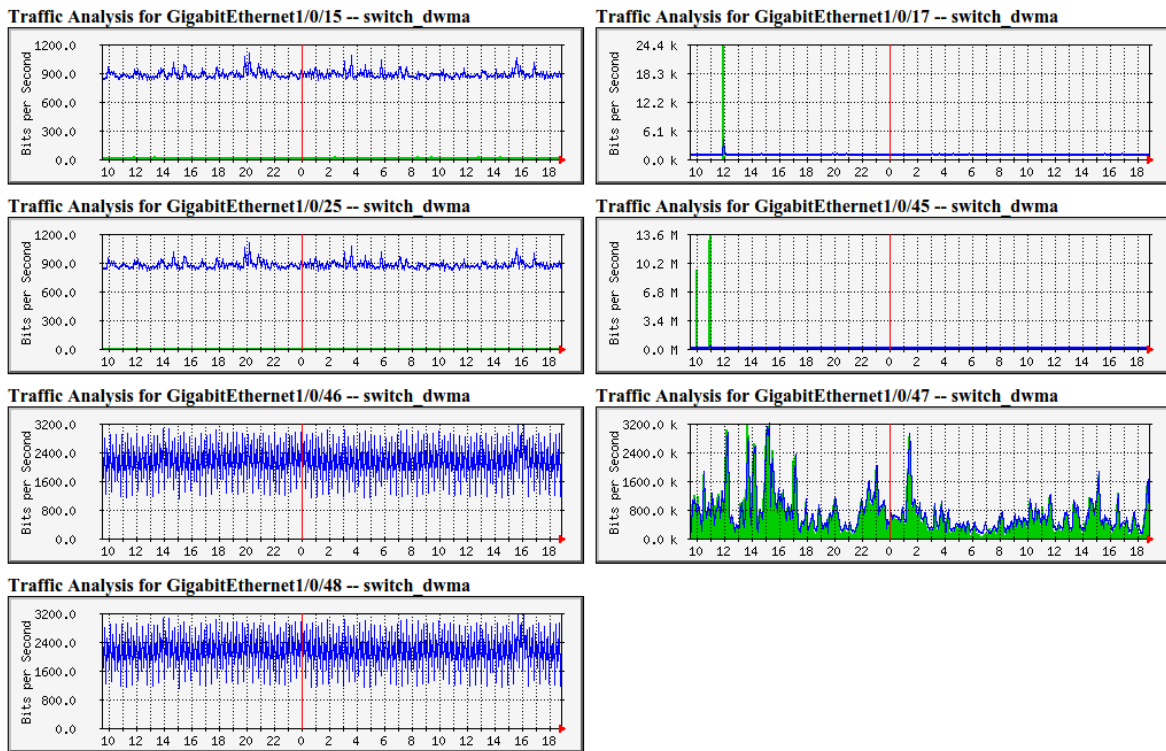 Traffic Analysis for GigabitEthernet1/0/15 -- switch_dwma
Bits per Second
1200.0
900.0
600.0
300.0
0.0
10 12 14 16 18 20 22 0 2 4 6 8 10 12 14 16 18
Traffic Analysis for GigabitEthernet1/0/17 -- switch_dwma
Bits per Second
24.4 k
18.3 k
12.2 k
6.1 k
0.0 k
10 12 14 16 18 20 22 0 2 4 6 8 10 12 14 16 18
Traffic Analysis for GigabitEthernet1/0/25 -- switch_dwma
Bits per Second
1200.0
900.0
600.0
300.0
0.0
10 12 14 16 18 20 22 0 2 4 6 8 10 12 14 16 18
Traffic Analysis for GigabitEthernet1/0/45 -- switch_dwma
Bits per Second
13.6 M
10.2 M
6.8 M
3.4 M
0.0 M
10 12 14 16 18 20 22 0 2 4 6 8 10 12 14 16 18
Traffic Analysis for GigabitEthernet1/0/46 -- switch_dwma
Bits per Second
3200.0
2400.0
1600.0
800.0
0.0
10 12 14 16 18 20 22 0 2 4 6 8 10 12 14 16 18
Traffic Analysis for GigabitEthernet1/0/47 -- switch_dwma
Bits per Second
3200.0 k
2400.0 k
1600.0 k
800.0 k
0.0 k
10 12 14 16 18 20 22 0 2 4 6 8 10 12 14 16 18
Traffic Analysis for GigabitEthernet1/0/48 -- switch_dwma
Bits per Second
3200.0
2400.0
1600.0
800.0
0.0
10 12 14 16 18 20 22 0 2 4 6 8 10 12 14 16 18